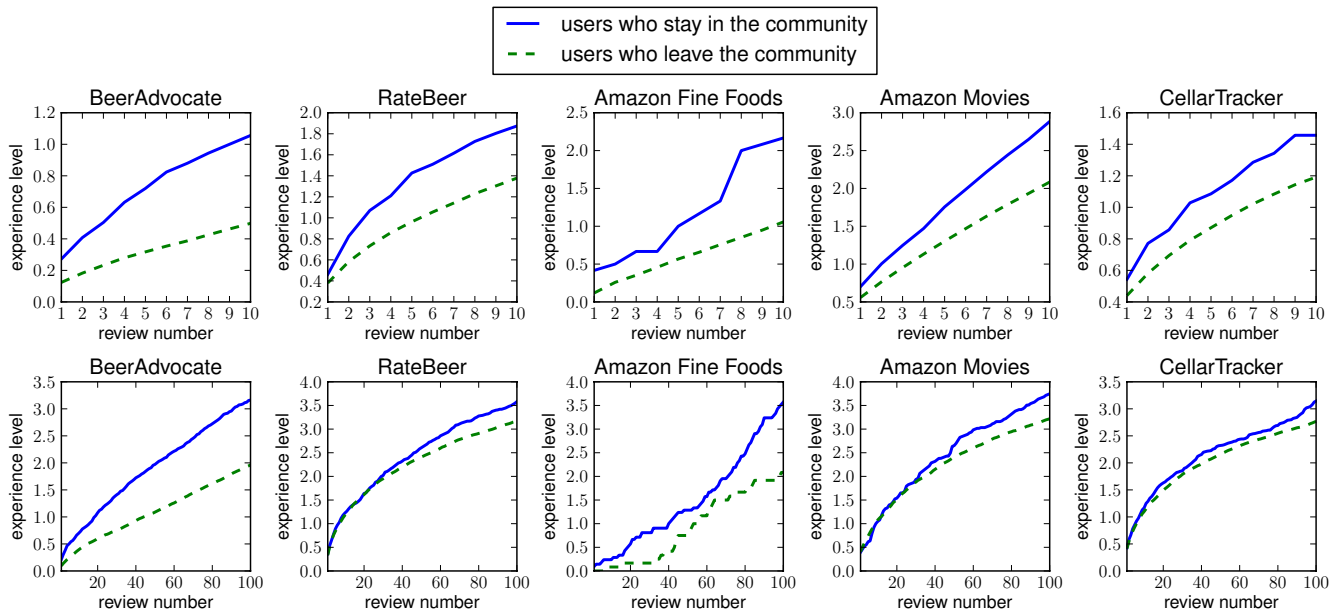 users who stay in the community
users who leave the community
BeerAdvocate
RateBeer
Amazon Fine Foods
Amazon Movies
CellarTracker
experience level
1.2
1.0
0.8
0.6
0.4
0.2
0.0
1 2 3 4 5 6 7 8 9 10
review number
experience level
2.0
1.8
1.6
1.4
1.2
1.0
0.8
0.6
0.4
0.2
1 2 3 4 5 6 7 8 9 10
review number
experience level
2.5
2.0
1.5
1.0
0.5
0.0
1 2 3 4 5 6 7 8 9 10
review number
experience level
3.0
2.5
2.0
1.5
1.0
0.5
1 2 3 4 5 6 7 8 9 10
review number
experience level
1.6
1.4
1.2
1.0
0.8
0.6
0.4
1 2 3 4 5 6 7 8 9 10
review number
BeerAdvocate
RateBeer
Amazon Fine Foods
Amazon Movies
CellarTracker
experience level
3.5
3.0
2.5
2.0
1.5
1.0
0.5
0.0
20 40 60 80 100
review number
experience level
4.0
3.5
3.0
2.5
2.0
1.5
1.0
0.5
0.0
20 40 60 80 100
review number
experience level
4.0
3.5
3.0
2.5
2.0
1.5
1.0
0.5
0.0
20 40 60 80 100
review number
experience level
4.0
3.5
3.0
2.5
2.0
1.5
1.0
0.5
0.0
20 40 60 80 100
review number
experience level
3.5
3.0
2.5
2.0
1.5
1.0
0.5
0.0
20 40 60 80 100
review number